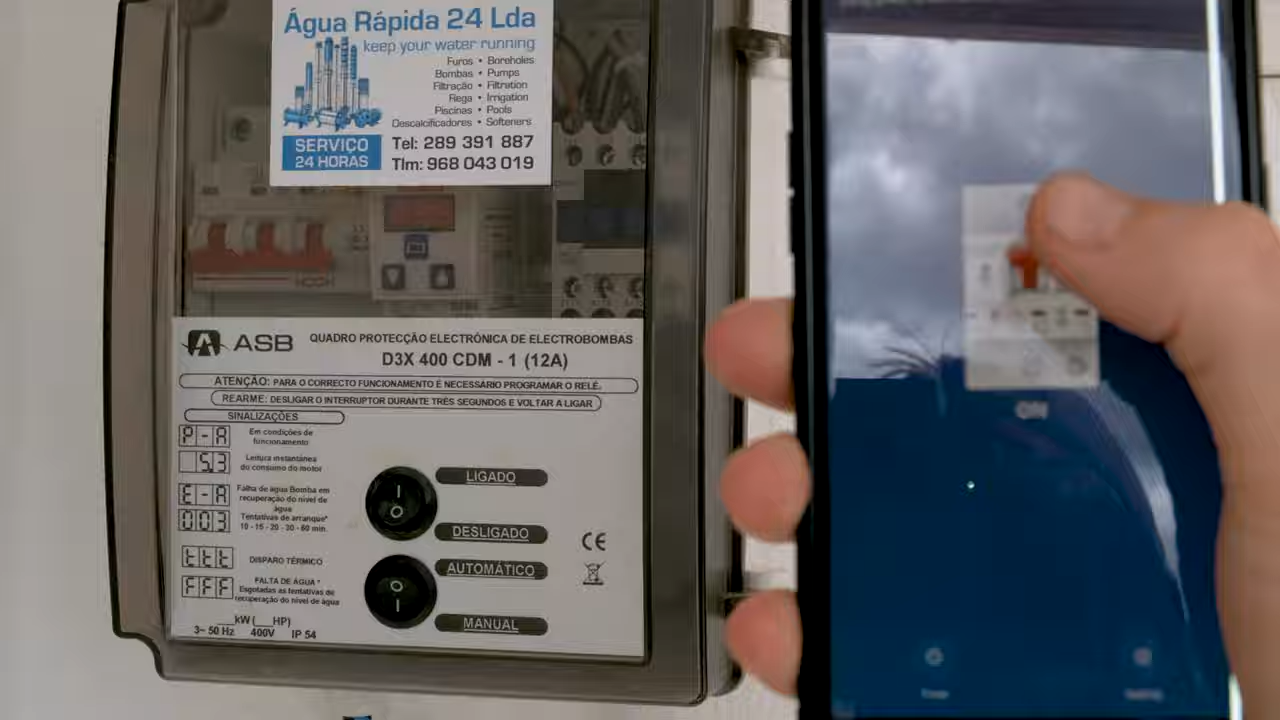 Água Rápida 24 Lda
keep your water running
Furos • Boreholes
Bombas • Pumps
Filtração • Filtration
Rega • Irrigation
Piscinas • Pools
Descalcificadores • Softeners
SERVIÇO
24 HORAS
Tel: 289 391 887
Tlm: 968 043 019
ASB
QUADRO PROTECÇÃO ELECTRÓNICA DE ELECTROBOMBAS
D3X 400 CDM - 1 (12A)
ATENÇÃO: PARA O CORRECTO FUNCIONAMENTO É NECESSÁRIO PROGRAMAR O RELÉ.
REARME: DESLIGAR O INTERRUPTOR DURANTE TRÊS SEGUNDOS E VOLTAR A LIGAR
SINALIZAÇÕES
P-A
Em condições de
funcionamento
5.3
Leitura instantânea
do consumo do motor
E-A
Falha de água Bomba em
recuperação do nível de
água
003
Tentativas de arranque*
10 - 15 - 20 - 30 - 60 min.
ttt
DISPARO TÉRMICO
FFF
FALTA DE ÁGUA *
Esgotadas as tentativas de
recuperação do nível de água
___kW (___HP)
3~ 50 Hz 400V IP 54
I
O
O
I
LIGADO
DESLIGADO
AUTOMÁTICO
MANUAL
CE
ON